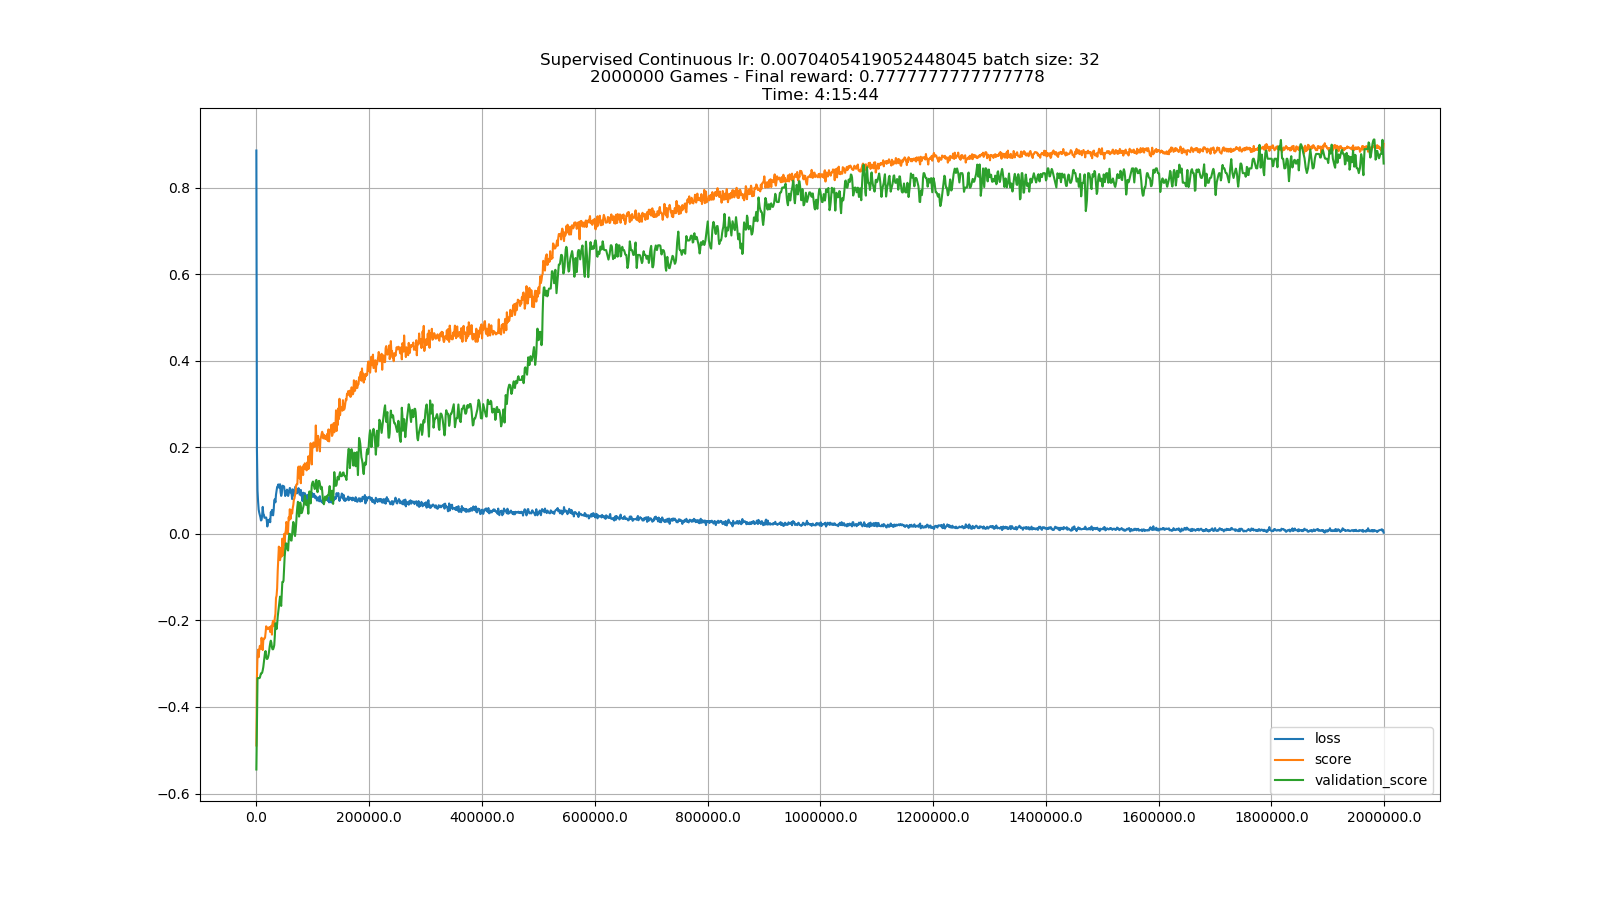 Supervised Continuous lr: 0.0070405419052448045 batch size: 32
2000000 Games - Final reward: 0.7777777777777778
Time: 4:15:44
0.8
0.6
0.4
0.2
0.0
−0.2
−0.4
−0.6
0.0 200000.0 400000.0 600000.0 800000.0 1000000.0 1200000.0 1400000.0 1600000.0 1800000.0 2000000.0
loss
score
validation_score